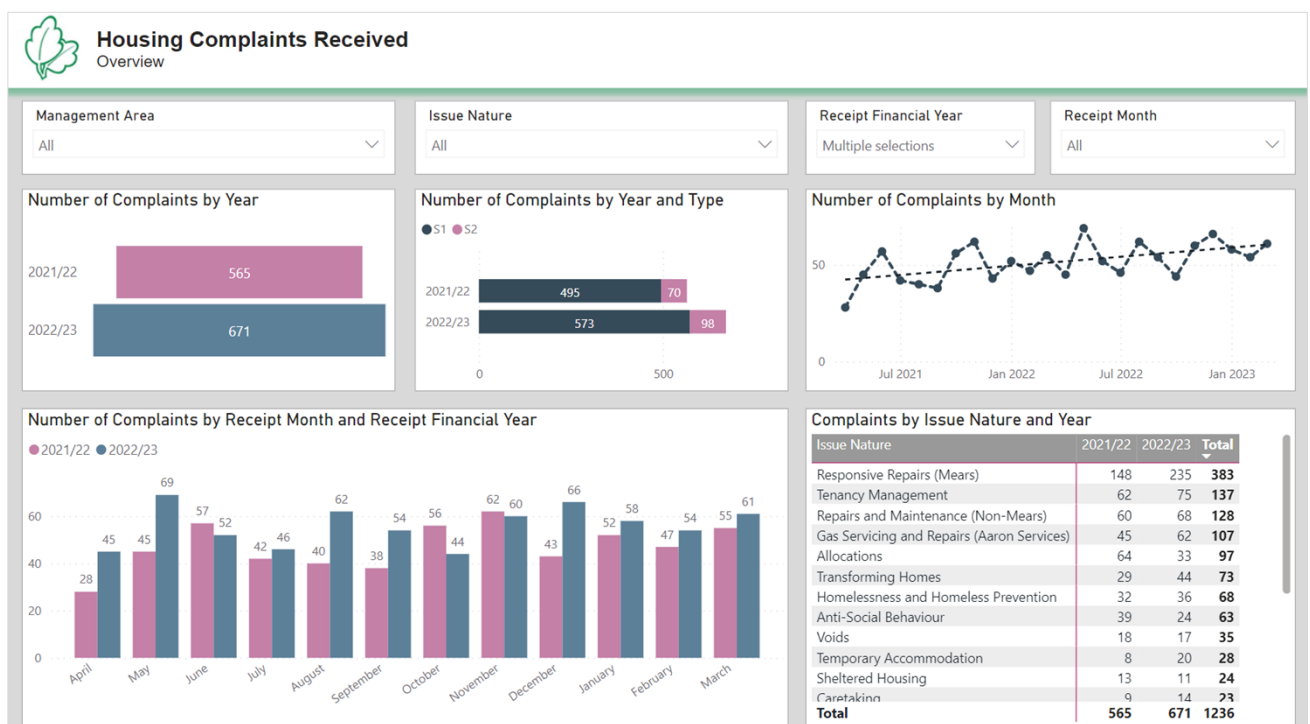 Housing Complaints Received
Overview
Management Area
All
Issue Nature
All
Receipt Financial Year
Multiple selections
Receipt Month
All
Number of Complaints by Year
2021/22
565
2022/23
671
Number of Complaints by Year and Type
S1 S2
2021/22 495 70
2022/23 573 98
0 500
Number of Complaints by Month
50
0
Jul 2021 Jan 2022 Jul 2022 Jan 2023
Number of Complaints by Receipt Month and Receipt Financial Year
2021/22 2022/23
60
40
20
0
28 45 45 69 57 52 42 46 40 62 38 54 56 44 62 60 43 66 52 58 47 54 55 61
April May June July August September October November December January February March
Complaints by Issue Nature and Year
Issue Nature 2021/22 2022/23 Total
Responsive Repairs (Mears) 148 235 383
Tenancy Management 62 75 137
Repairs and Maintenance (Non-Mears) 60 68 128
Gas Servicing and Repairs (Aaron Services) 45 62 107
Allocations 64 33 97
Transforming Homes 29 44 73
Homelessness and Homeless Prevention 32 36 68
Anti-Social Behaviour 39 24 63
Voids 18 17 35
Temporary Accommodation 8 20 28
Sheltered Housing 13 11 24
Caretaking 9 14 23
Total 565 671 1236